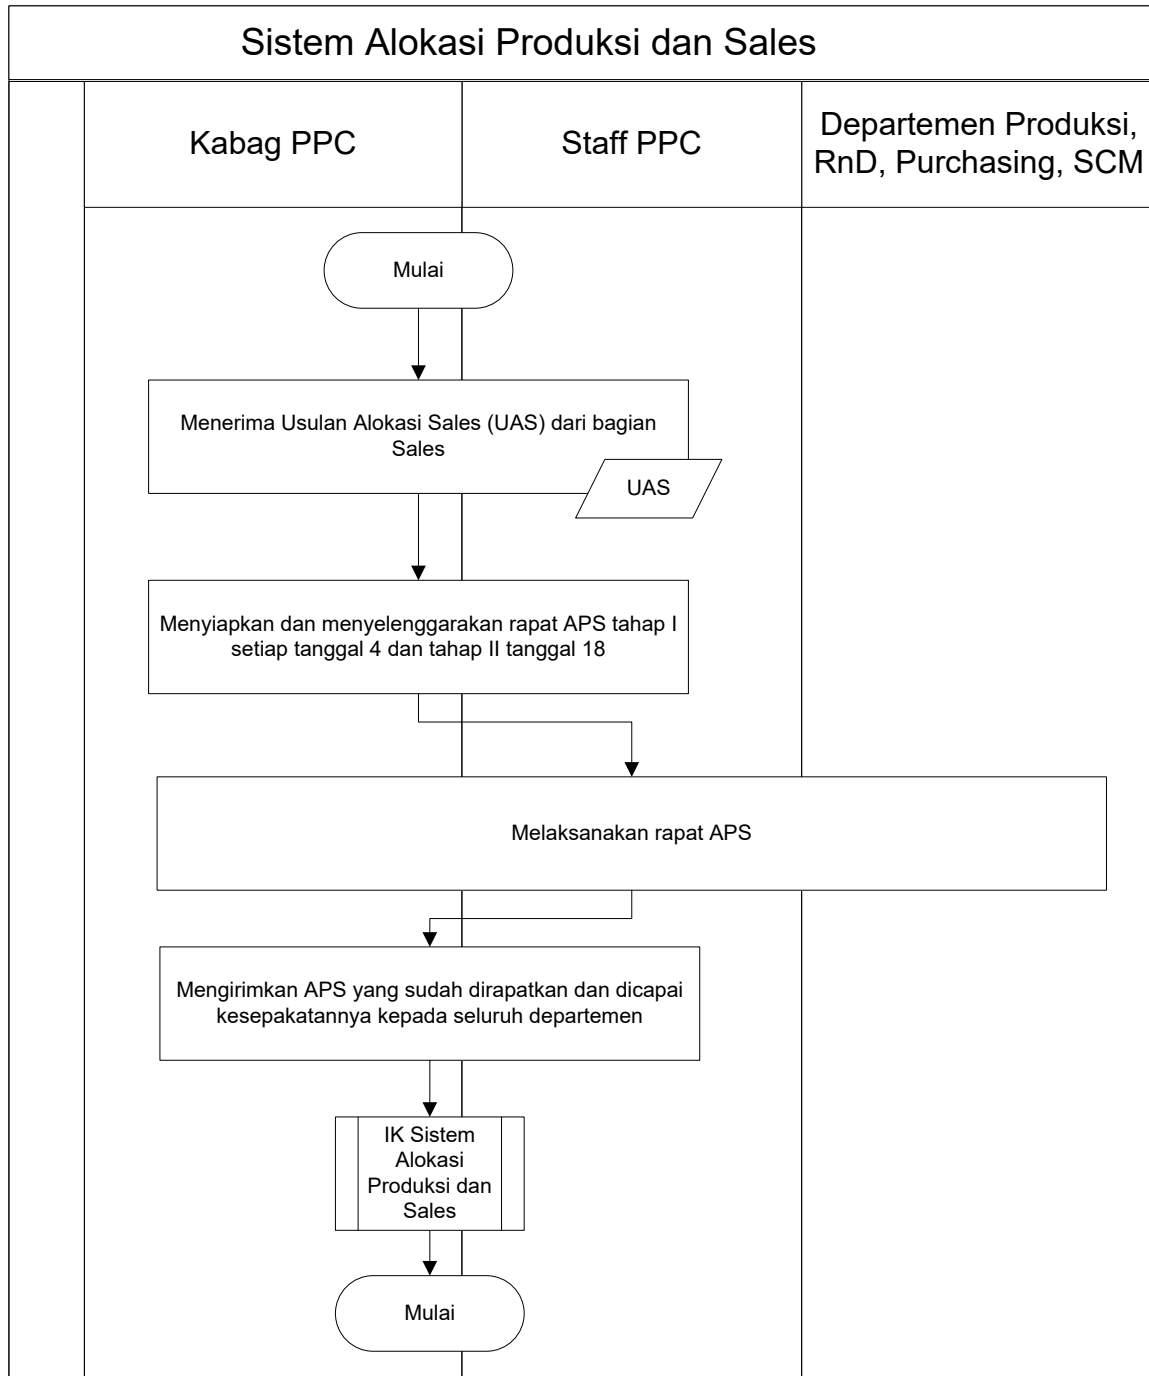 Sistem Alokasi Produksi dan Sales
Kabag PPC
Staff PPC
Departemen Produksi,
RnD, Purchasing, SCM
Mulai
Menerima Usulan Alokasi Sales (UAS) dari bagian
Sales
UAS
Menyiapkan dan menyelenggarakan rapat APS tahap I
setiap tanggal 4 dan tahap II tanggal 18
Melaksanakan rapat APS
Mengirimkan APS yang sudah dirapatkan dan dicapai
kesepakatannya kepada seluruh departemen
IK Sistem
Alokasi
Produksi dan
Sales
Mulai